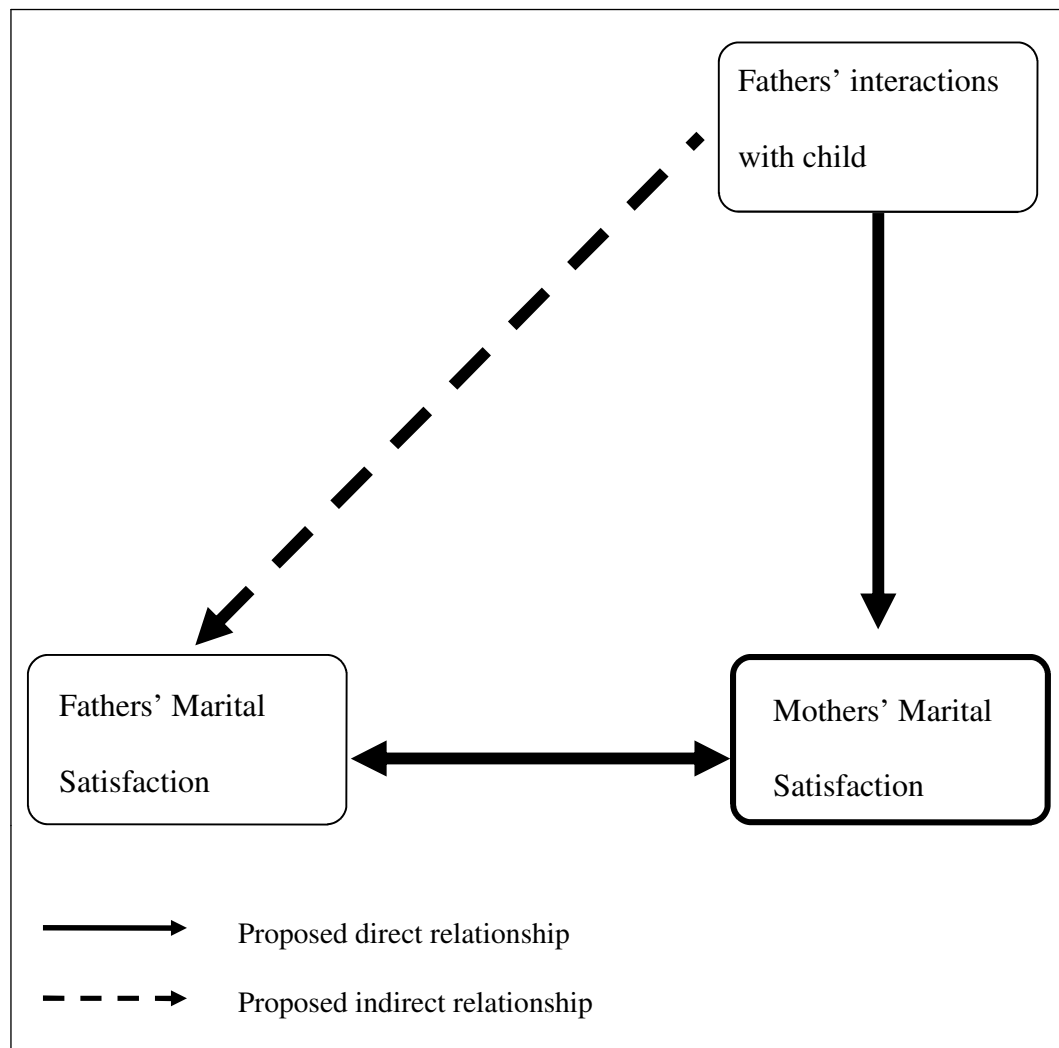 Fathers’ interactions
with child
Fathers’ Marital
Satisfaction
Mothers’ Marital
Satisfaction
Proposed direct relationship
Proposed indirect relationship